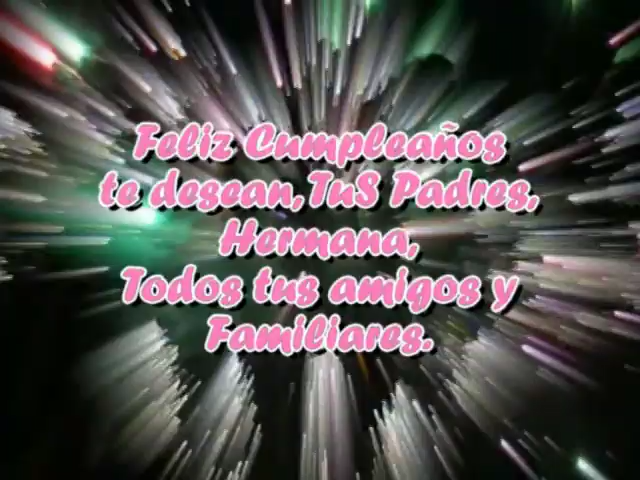 Feliz Cumpleaños
te desean, TuS Padres,
Hermana,
Todos tus amigos y
Familiares.